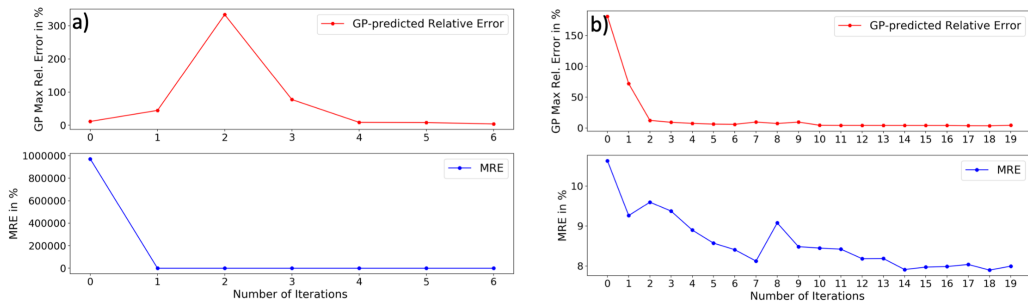 a)
GP-predicted Relative Error
GP Max Rel. Error in %
300
200
100
0
0 1 2 3 4 5 6
MRE
MRE in %
1000000
800000
600000
400000
200000
0
0 1 2 3 4 5 6
Number of Iterations
b)
GP-predicted Relative Error
GP Max Rel. Error in %
150
100
50
0
0 1 2 3 4 5 6 7 8 9 10 11 12 13 14 15 16 17 18 19
MRE
MRE in %
10
9
8
0 1 2 3 4 5 6 7 8 9 10 11 12 13 14 15 16 17 18 19
Number of Iterations